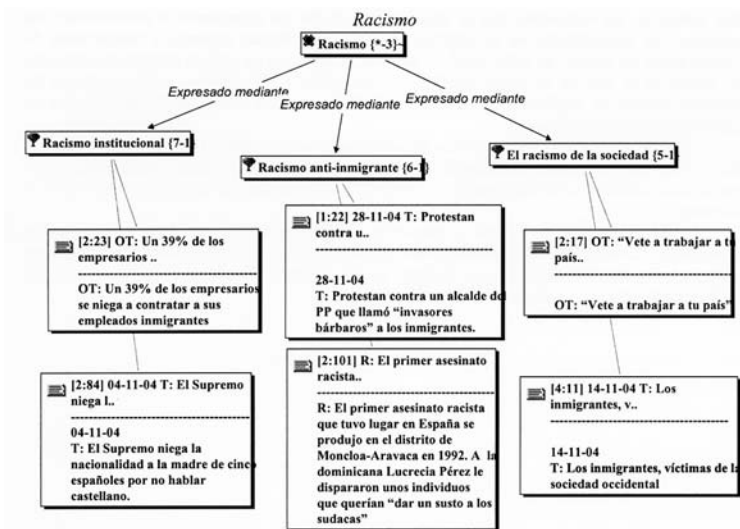 Racismo
Racismo {*-3}~
Expresado mediante
Expresado mediante
Expresado mediante
Racismo institucional {7-1}
Racismo anti-inmigrante {6-1}
El racismo de la sociedad {5-1}
[2:23] OT: Un 39% de los
empresarios ..
OT: Un 39% de los empresarios
se niega a contratar a sus
empleados inmigrantes
[2:84] 04-11-04 T: El Supremo
niega l..
04-11-04
T: El Supremo niega la
nacionalidad a la madre de cinco
españoles por no hablar
castellano.
[1:22] 28-11-04 T: Protestan
contra u..
28-11-04
T: Protestan contra un alcalde del
PP que llamó “invasores
bárbaros” a los inmigrantes.
[2:101] R: El primer asesinato
racista..
R: El primer asesinato racista
que tuvo lugar en España se
produjo en el distrito de
Moncloa-Aravaca en 1992. A la
dominicana Lucrecia Pérez le
dispararon unos individuos
que querían “dar un susto a los
sudacas”
[2:17] OT: “Vete a trabajar a tu
país..
OT: “Vete a trabajar a tu país”
[4:11] 14-11-04 T: Los
inmigrantes, v..
14-11-04
T: Los inmigrantes, víctimas de la
sociedad occidental